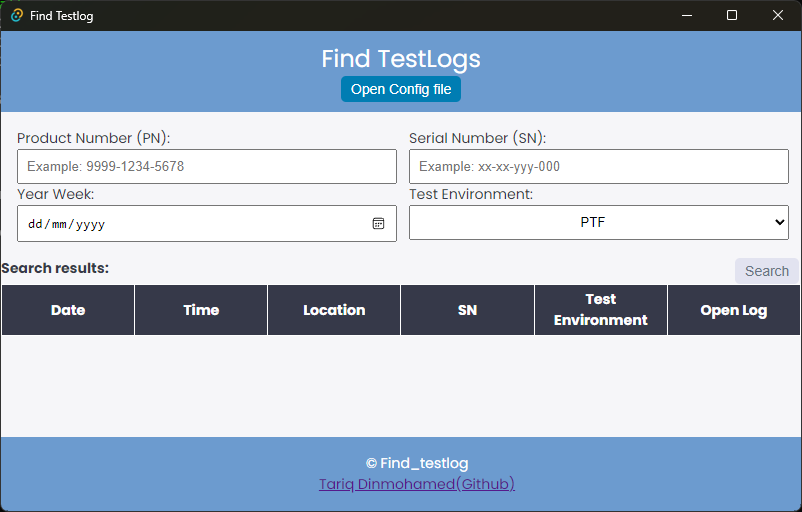 Find Testlog
Find TestLogs
Open Config file
Product Number (PN):
Serial Number (SN):
Example: 9999-1234-5678
Example: xx-xx-yyy-000
Year Week:
Test Environment:
dd/mm/yyyy
PTF
Search results:
Search
Date
Time
Location
SN
Test
Environment
Open Log
© Find_testlog
Tariq Dinmohamed(Github)